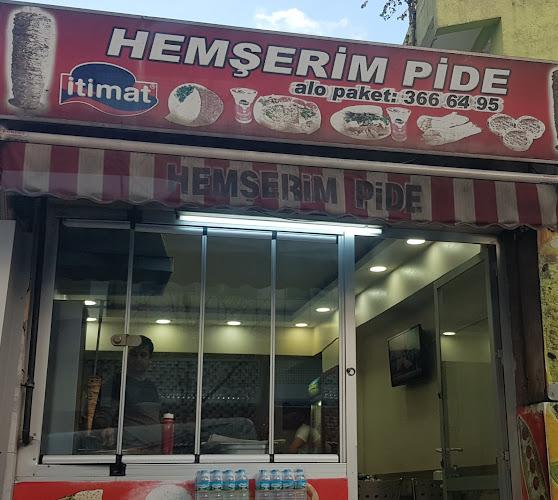 HEMŞERİM PİDE
itimat
alo paket: 366 64 95
HEMŞERİM PİDE